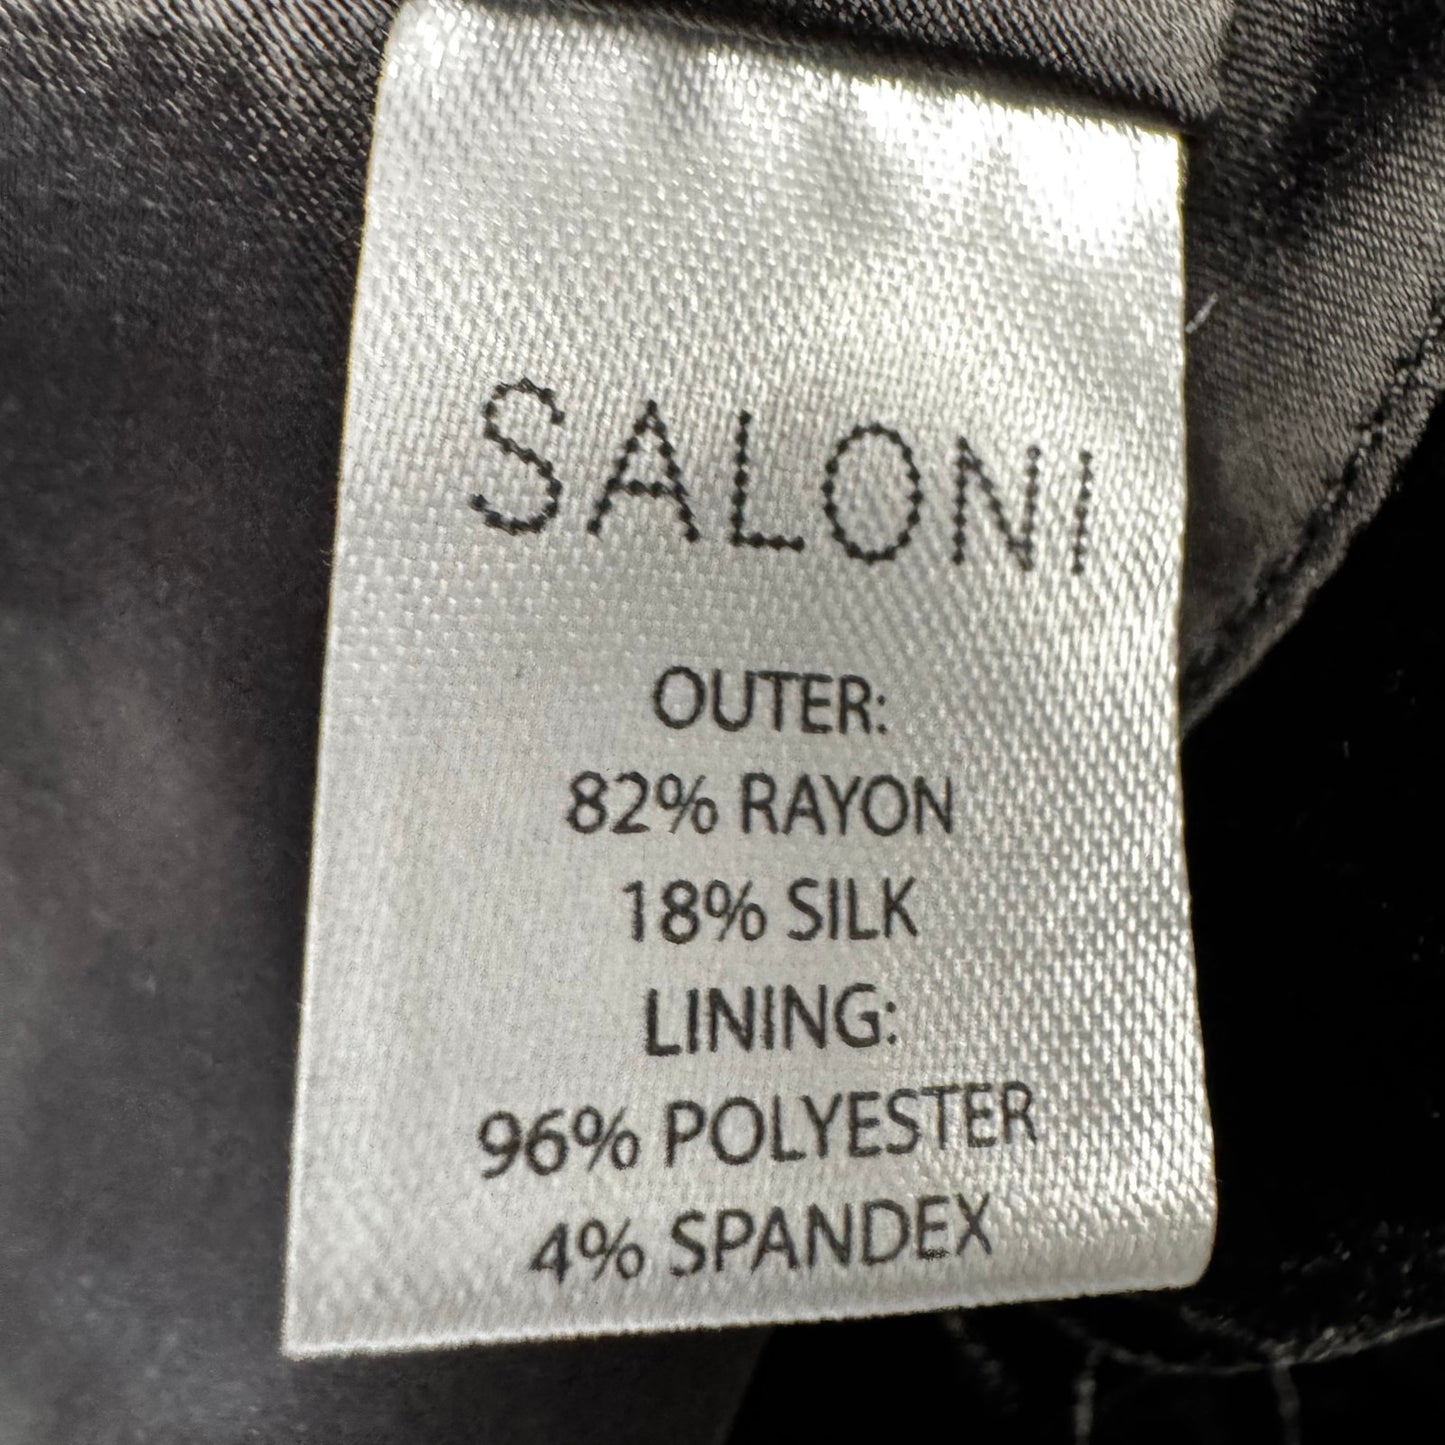 SALONI
OUTER:
82% RAYON
18% SILK
LINING:
96% POLYESTER
4% SPANDEX